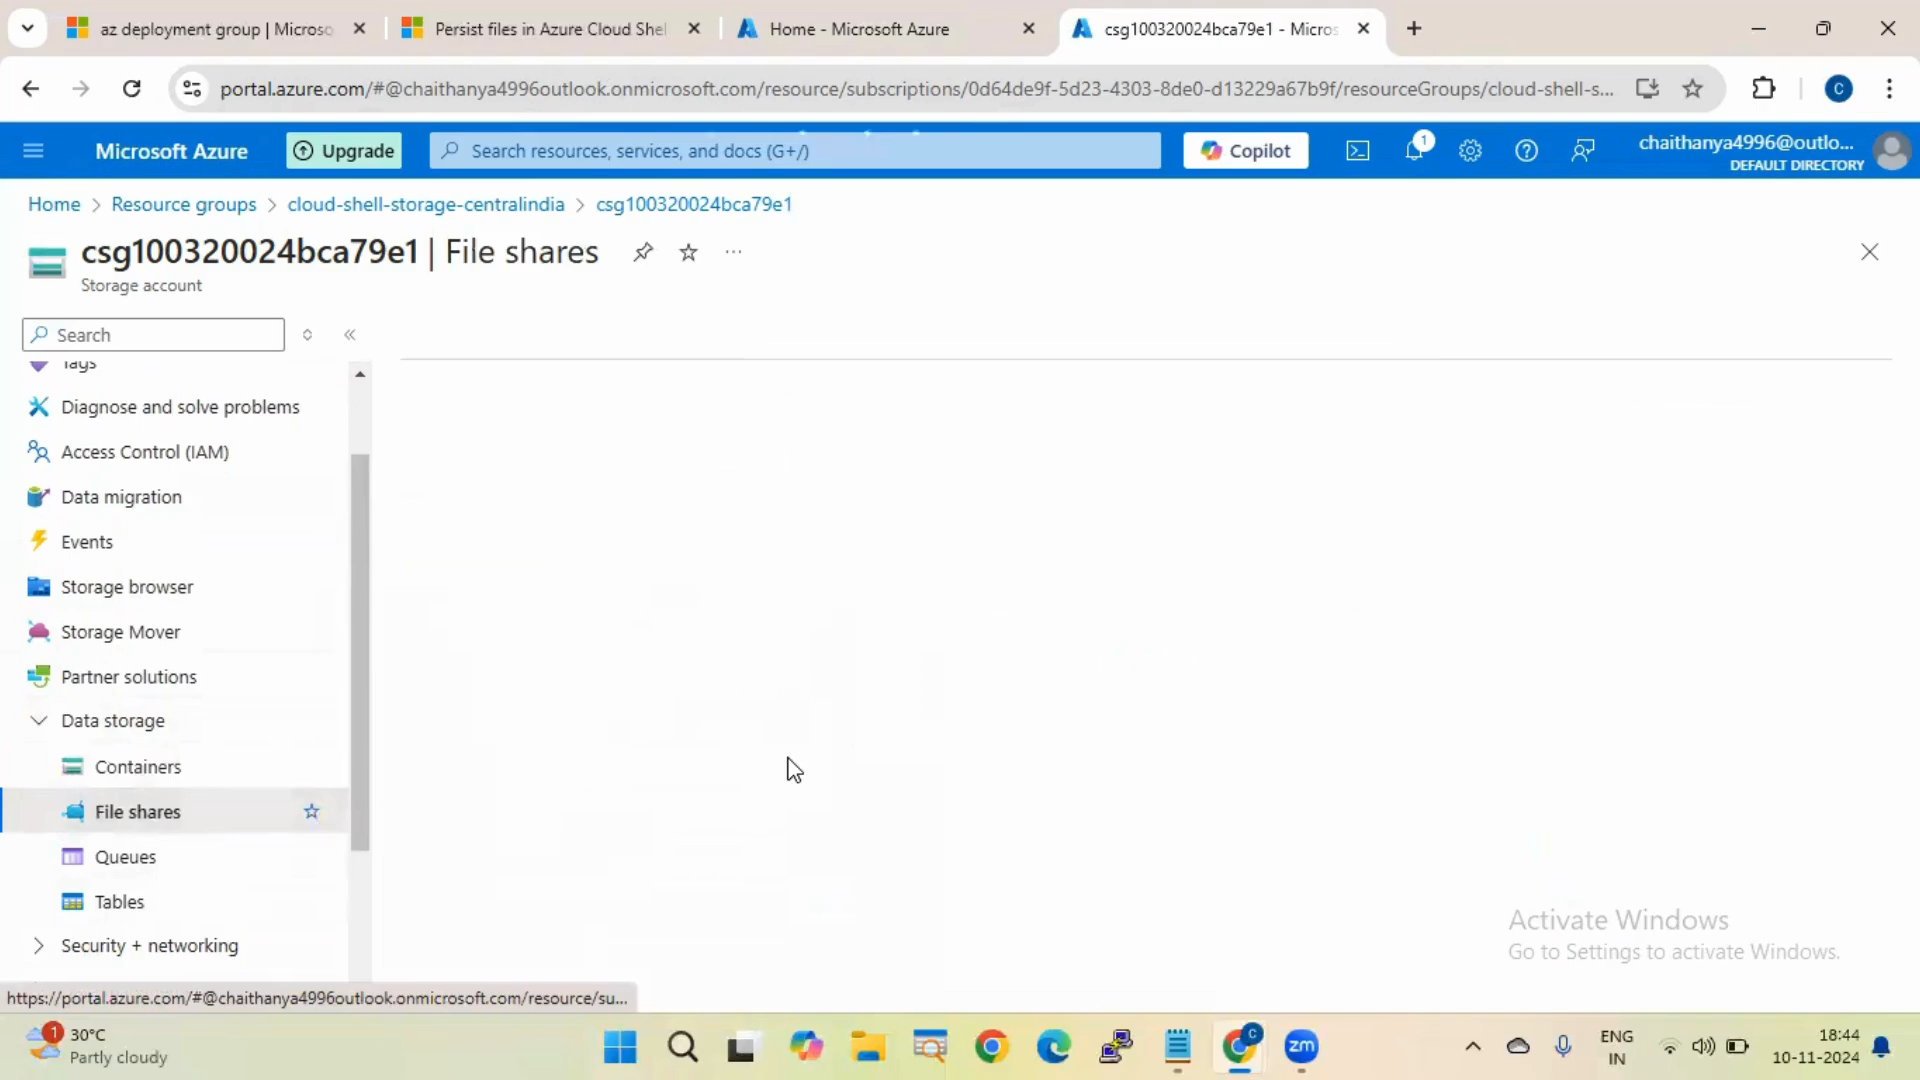 az deployment group | Microso
Persist files in Azure Cloud Shel
Home - Microsoft Azure
csg100320024bca79e1 - Micros
portal.azure.com/#@chaithanya4996outlook.onmicrosoft.com/resource/subscriptions/0d64de9f-5d23-4303-8de0-d13229a67b9f/resourceGroups/cloud-shell-s...
C
Microsoft Azure
Upgrade
Search resources, services, and docs (G+/)
Copilot
1
chaithanya4996@outlo...
DEFAULT DIRECTORY
Home > Resource groups > cloud-shell-storage-centralindia > csg100320024bca79e1
csg100320024bca79e1 | File shares
Storage account
Search
Tags
Diagnose and solve problems
Access Control (IAM)
Data migration
Events
Storage browser
Storage Mover
Partner solutions
Data storage
Containers
File shares
Queues
Tables
Security + networking
Activate Windows
Go to Settings to activate Windows.
https://portal.azure.com/#@chaithanya4996outlook.onmicrosoft.com/resource/su...
1
30°C
Partly cloudy
C
zm
ENG
IN
18:44
10-11-2024